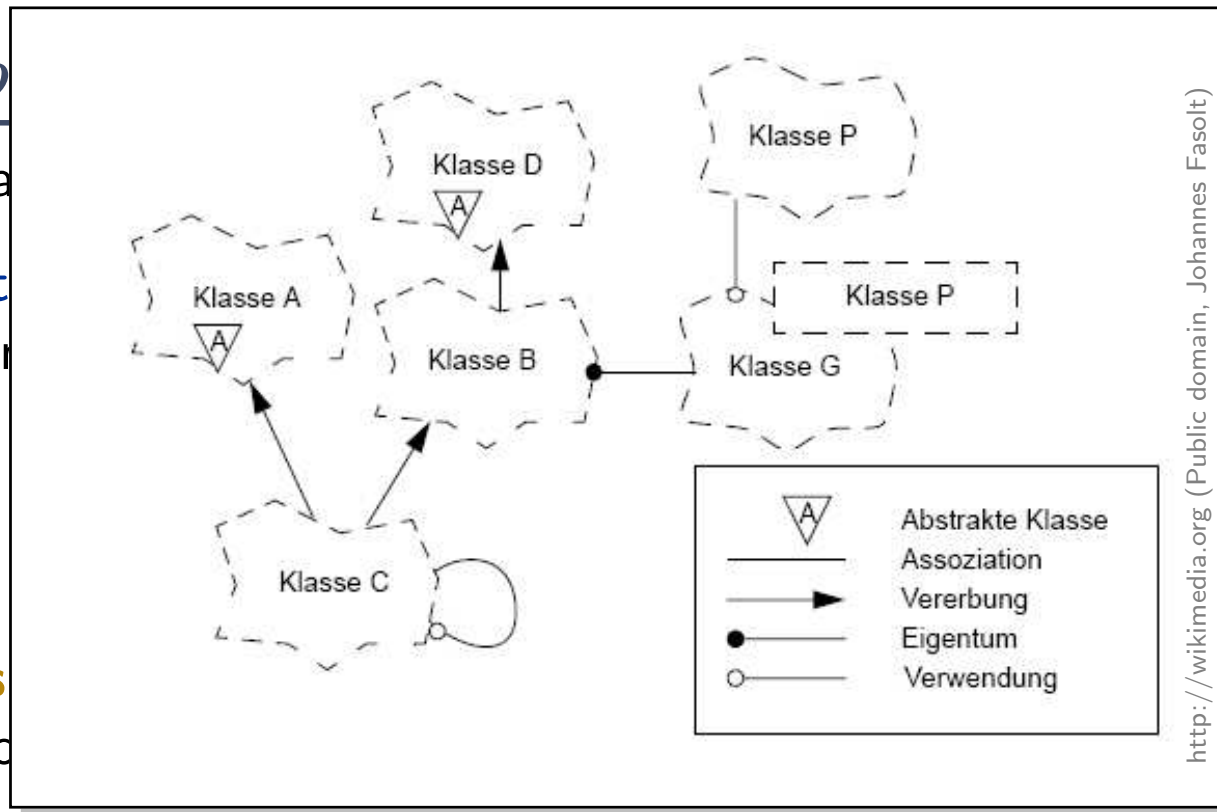 Klasse P
Klasse D
A
Klasse A
A
Klasse P
Klasse B
Klasse G
Klasse C
A Abstrakte Klasse
Assoziation
Vererbung
Eigentum
Verwendung
http://wikimedia.org (Public domain, Johannes Fasolt)